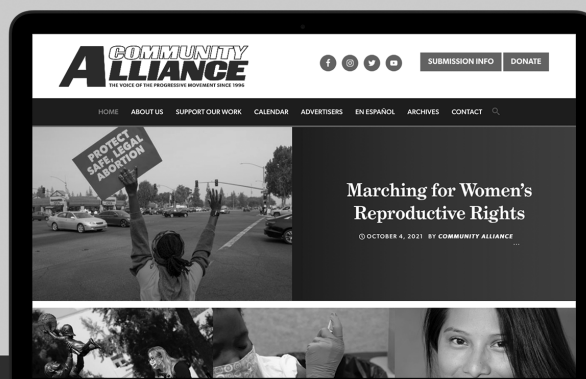 COMMUNITY
ALLIANCE
THE VOICE OF THE PROGRESSIVE MOVEMENT SINCE 1996
SUBMISSION INFO DONATE
HOME ABOUT US SUPPORT OUR WORK CALENDAR ADVERTISERS EN ESPAÑOL ARCHIVES CONTACT
PROTECT
SAFE, LEGAL
ABORTION
Marching for Women's
Reproductive Rights
OCTOBER 4, 2021 BY COMMUNITY ALLIANCE
...